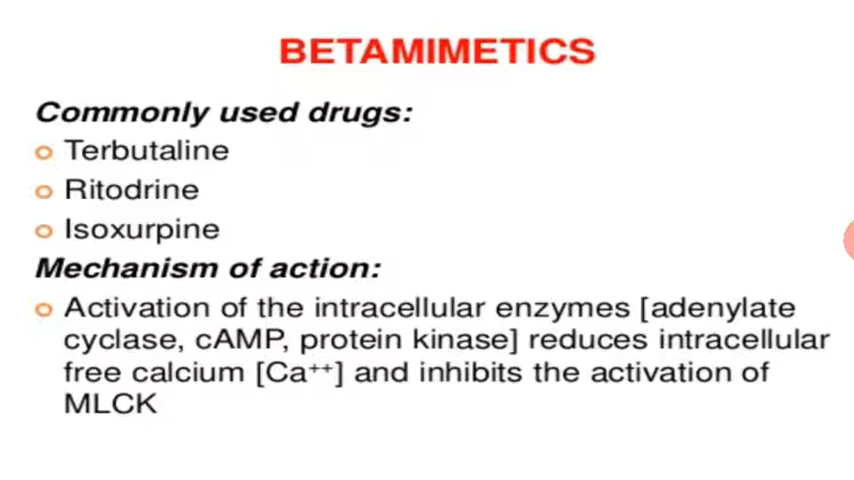 BETAMIMETICS
Commonly used drugs:
Terbutaline
Ritodrine
Isoxurpine
Mechanism of action:
Activation of the intracellular enzymes [adenylate
cyclase, cAMP, protein kinase] reduces intracellular
free calcium [Ca⁺⁺] and inhibits the activation of
MLCK